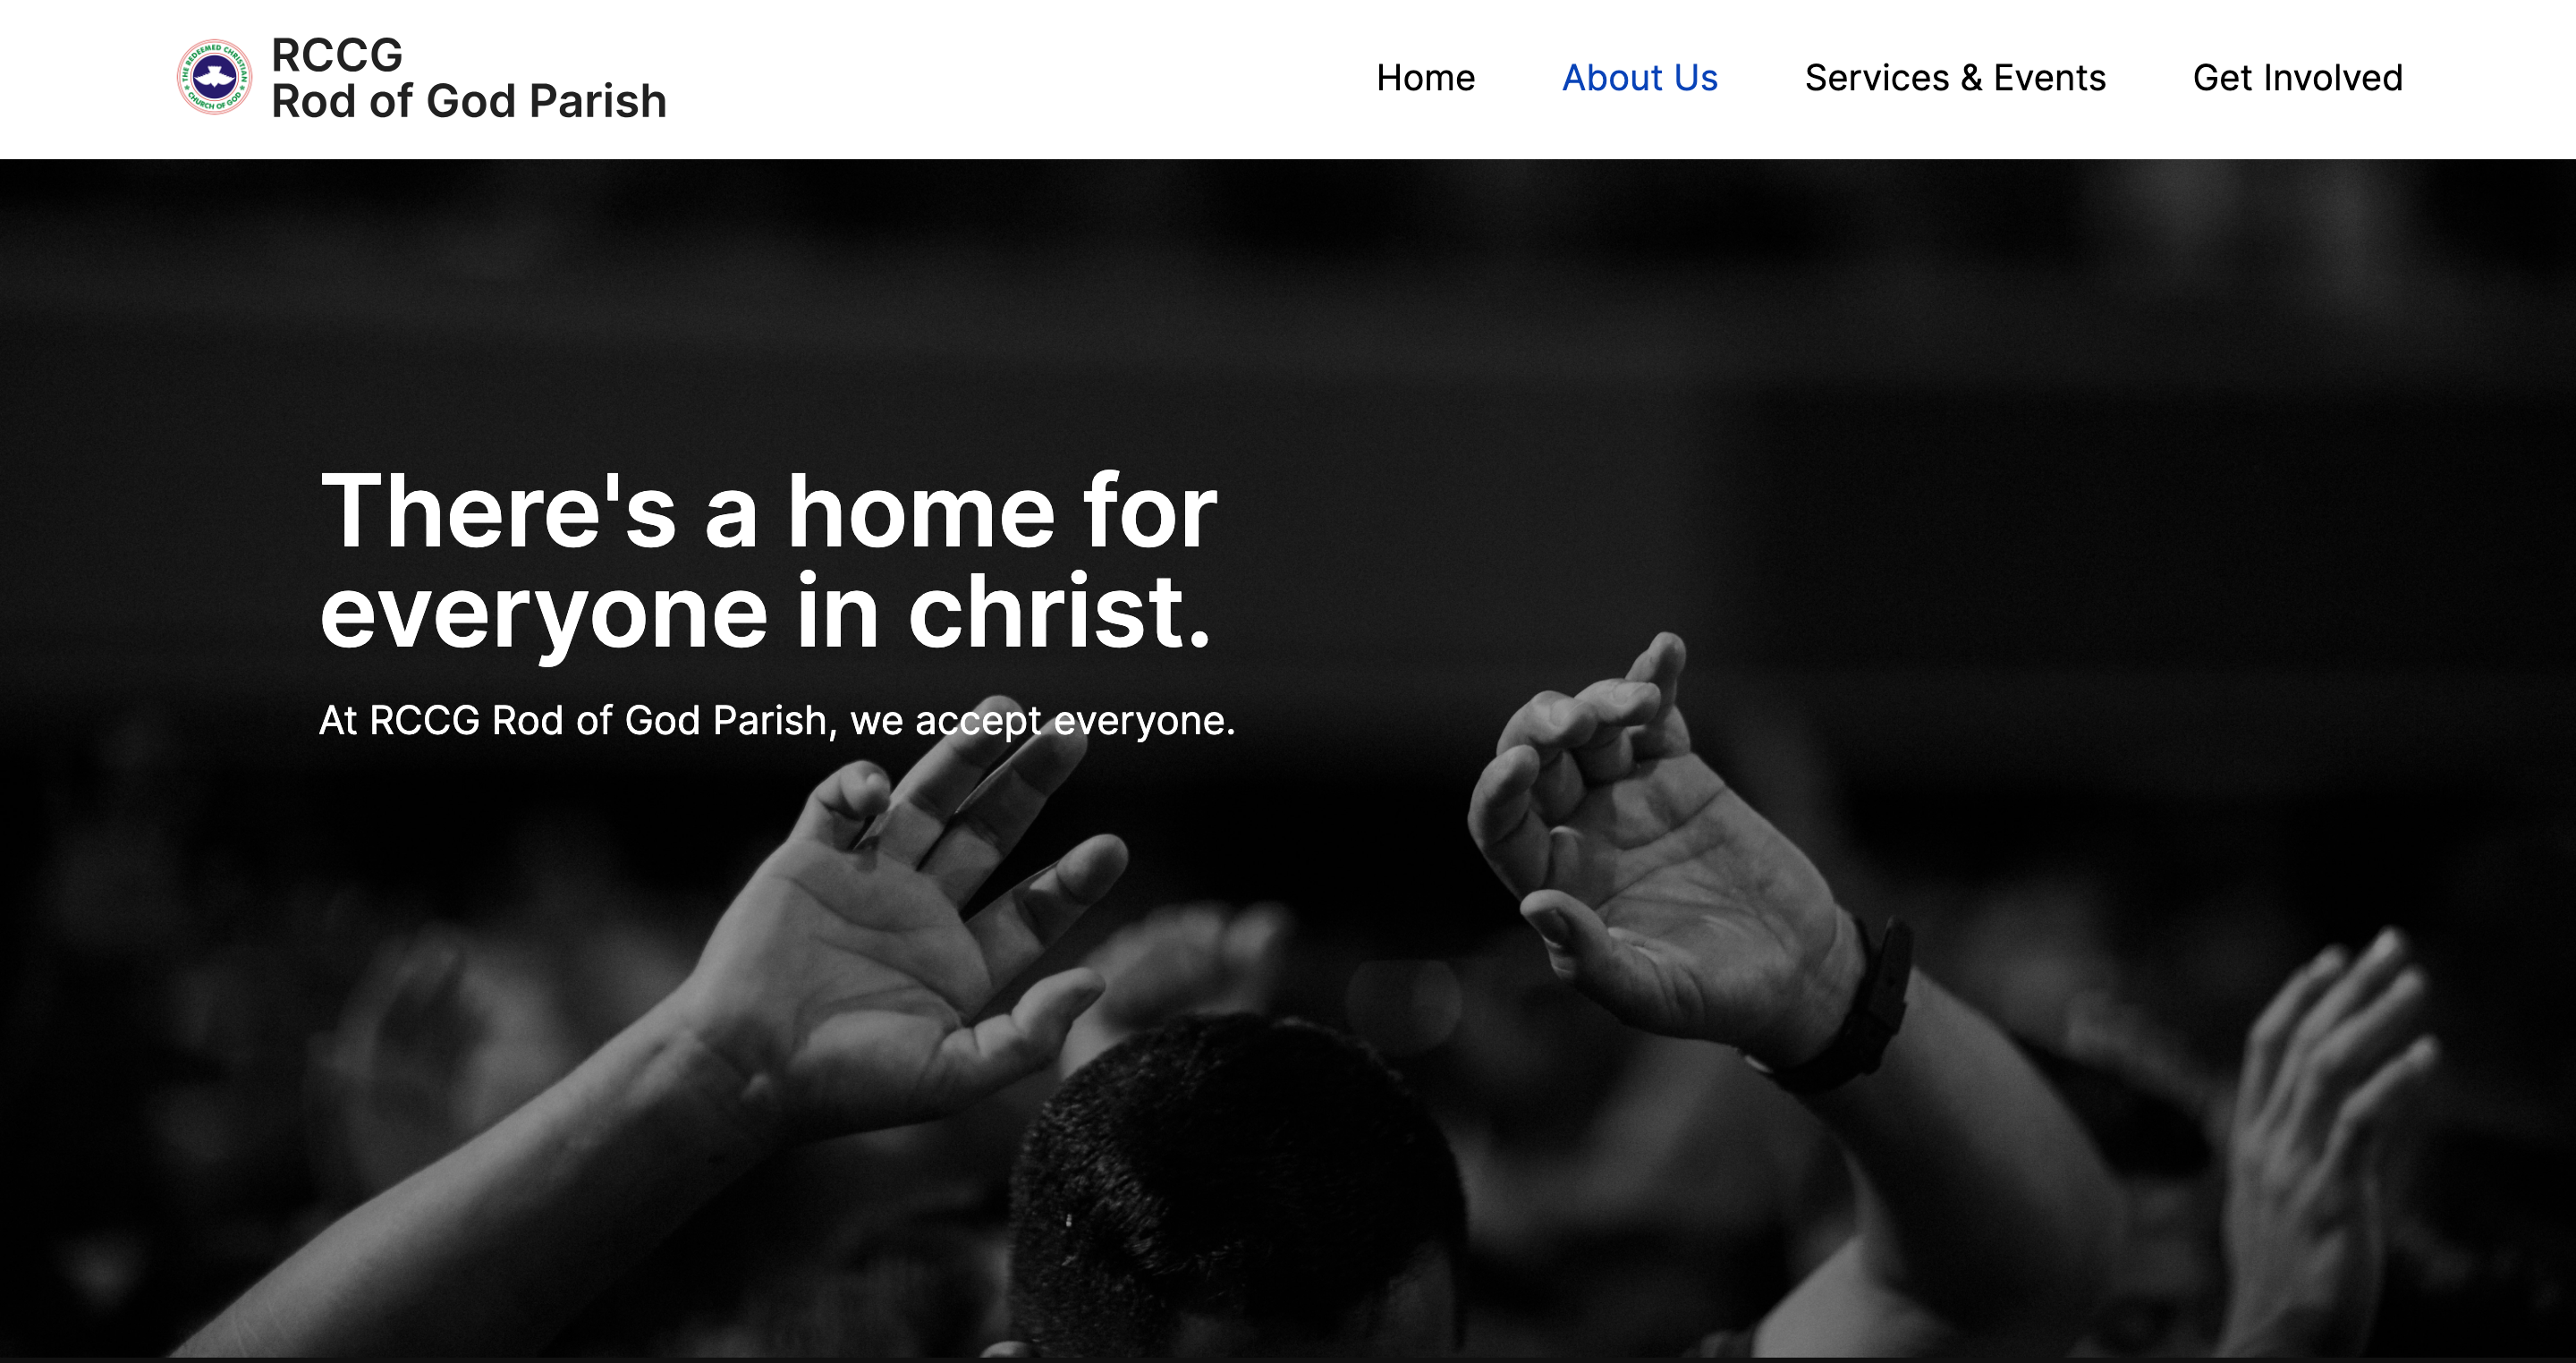 THE REDEEMED CHRISTIAN
CHURCH OF GOD
RCCG
Rod of God Parish
Home
About Us
Services & Events
Get Involved
There's a home for
everyone in christ.
At RCCG Rod of God Parish, we accept everyone.